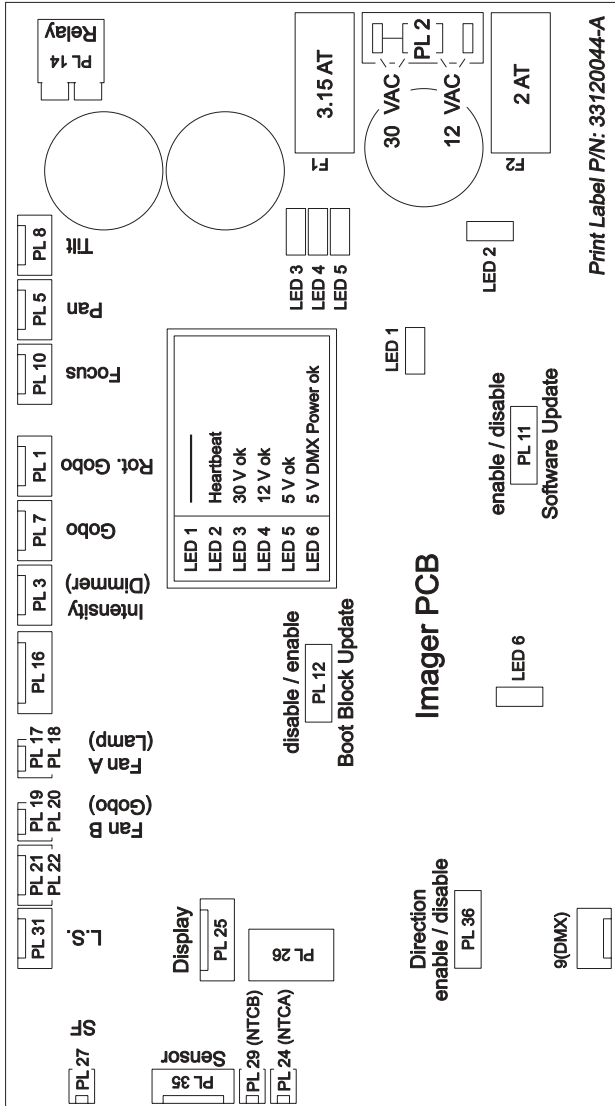 Relay
PL 14
3.15 AT
F1
PL 2
30 VAC
12 VAC
2 AT
F2
Print Label P/N: 33120044-A
PL 8
Tilt
PL 5
Pan
PL 10
Focus
PL 1
Rot. Gobo
PL 7
Gobo
PL 3
Intensity
(Dimmer)
PL 16
PL 17
PL 18
Fan A
(Lamp)
PL 19
PL 20
Fan B
(Gobo)
PL 21
PL 22
PL 31
L.S.
PL 27
SF
LED 3
LED 4
LED 5
LED 2
LED 1
LED 1
LED 2 Heartbeat
LED 3 30 V ok
LED 4 12 V ok
LED 5 5 V ok
LED 6 5 V DMX Power ok
enable / disable
PL 11
Software Update
disable / enable
PL 12
Boot Block Update
Imager PCB
LED 6
Display
PL 25
PL 26
Direction
enable / disable
PL 36
9(DMX)
Sensor
PL 35
PL 29 (NTCB)
PL 24 (NTCA)